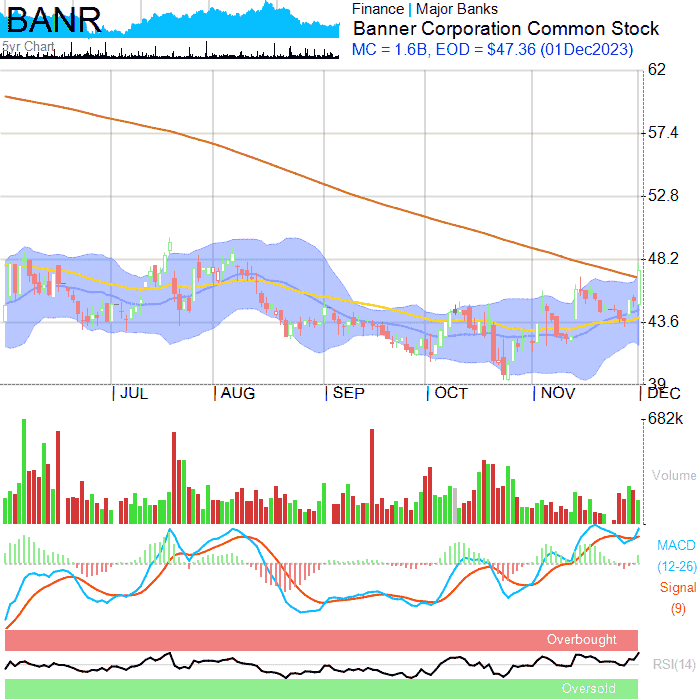 BANR
5yr Chart
Finance | Major Banks
Banner Corporation Common Stock
MC = 1.6B, EOD = $47.36 (01Dec2023)
62
57.4
52.8
48.2
43.6
39
JUL
AUG
SEP
OCT
NOV
DEC
682k
Volume
MACD
(12-26)
Signal
(9)
Overbought
RSI(14)
Oversold